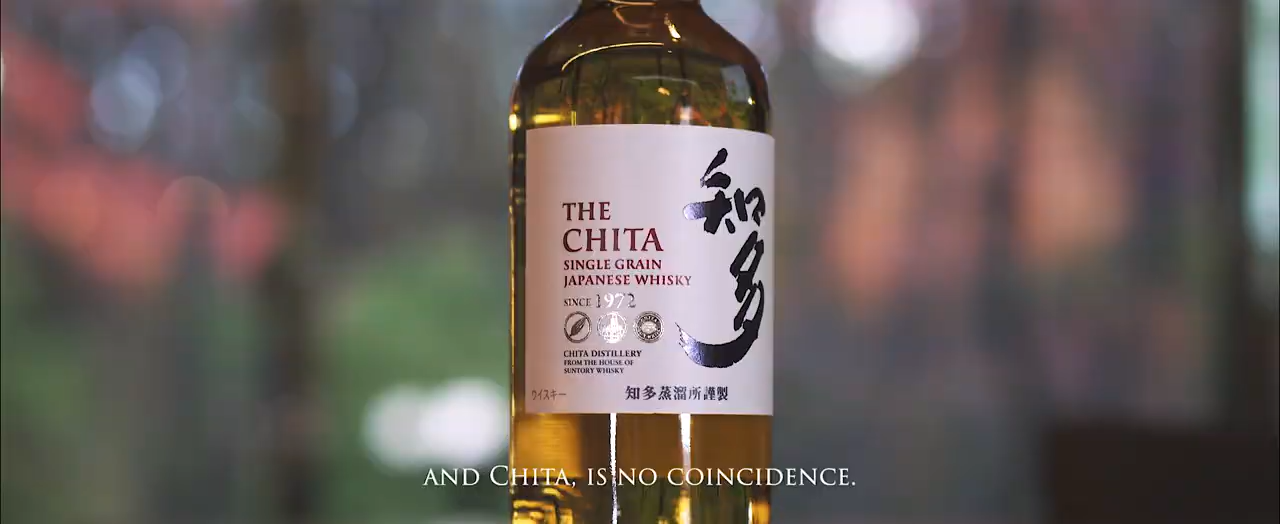 THE
CHITA
SINGLE GRAIN
JAPANESE WHISKY
SINCE 1972
CHITA DISTILLERY
FROM THE HOUSE OF
SUNTORY WHISKY
知多
ウイスキー
知多蒸溜所謹製
AND CHITA, IS NO COINCIDENCE.